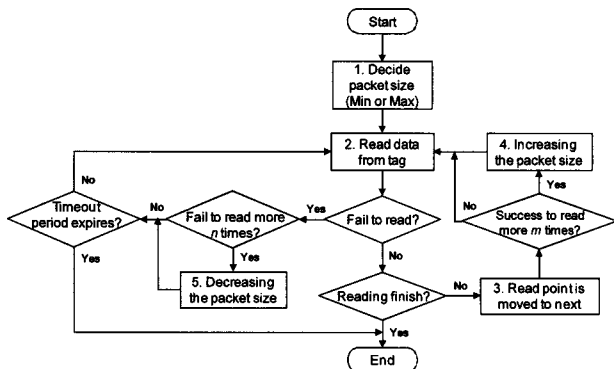 Start
1. Decide
packet size
(Min or Max)
2. Read data
from tag
4. Increasing
the packet size
No
Yes
Timeout
period expires?
No
Fail to read more
n times?
Yes
Fail to read?
No
Success to read
more m times?
Yes
Yes
No
5. Decreasing
the packet size
Reading finish?
No
3. Read point is
moved to next
Yes
End